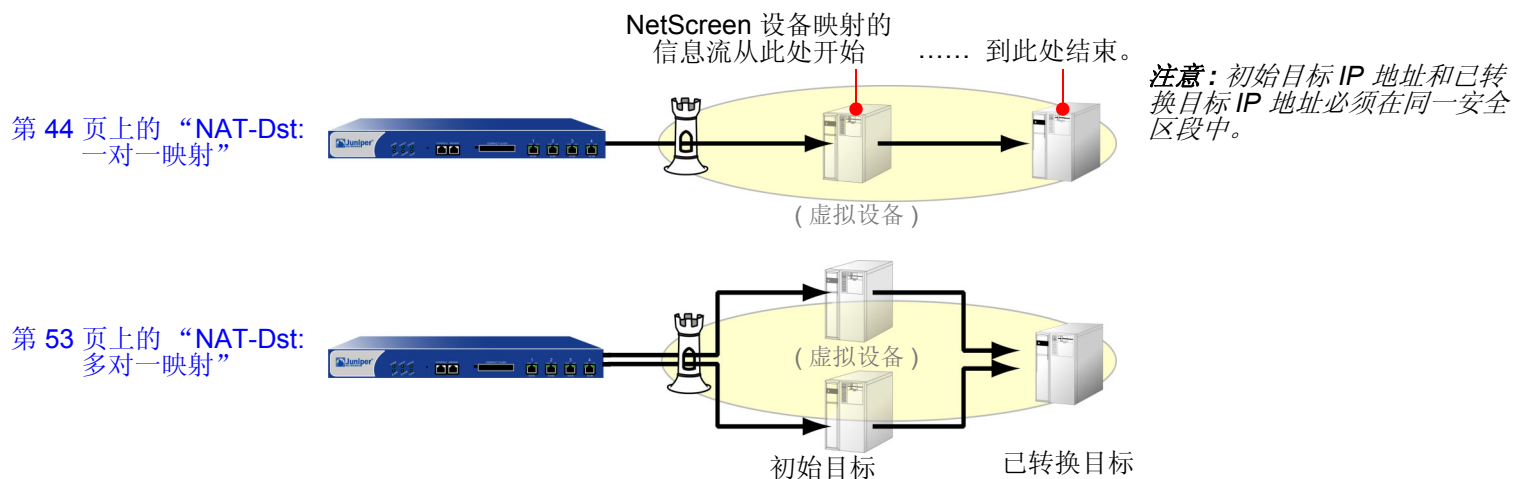 NetScreen 设备映射的
信息流从此处开始 …… 到此处结束。
注意 : 初始目标 IP 地址和已转
换目标 IP 地址必须在同一安全
区段中。
第 44 页上的 “NAT-Dst:
一对一映射”
Juniper
( 虚拟设备 )
第 53 页上的 “NAT-Dst:
多对一映射”
Juniper
( 虚拟设备 )
初始目标 已转换目标